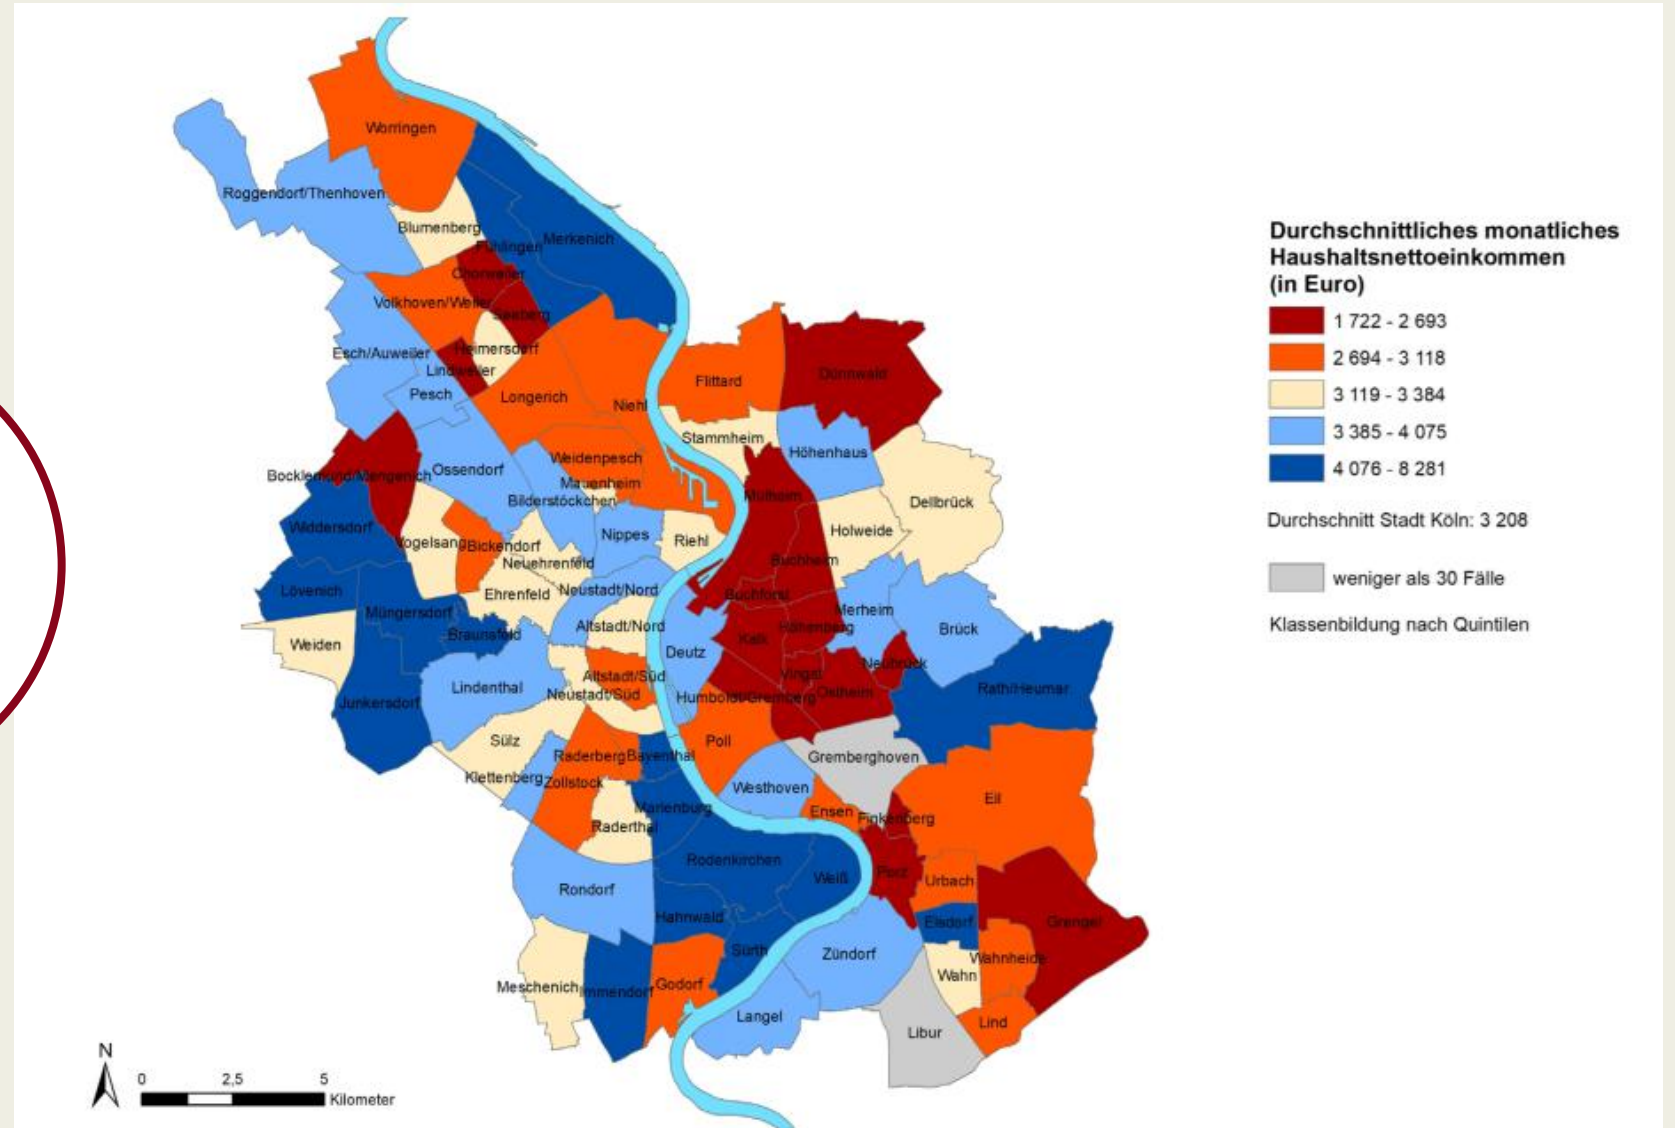 Worringen
Roggendorf/Thenhoven
Blumenberg
Fühlingen
Merkenich
Chorweiler
Volkhoven/Weiler
Seeberg
Heimersdorf
Esch/Auweiler
Lindweiler
Pesch
Longerich
Niehl
Flittard
Dünnwald
Stammheim
Höhenhaus
Weidenpesch
Ossendorf
Bocklemünd/Mengenich
Mauenheim
Bilderstöckchen
Mülheim
Dellbrück
Widdersdorf
Nippes
Riehl
Holweide
Vogelsang
Bickendorf
Neuehrenfeld
Buchheim
Lövenich
Ehrenfeld
Neustadt/Nord
Buchforst
Müngersdorf
Merheim
Altstadt/Nord
Höhenberg
Brück
Braunsfeld
Kalk
Weiden
Deutz
Neubrück
Vingst
Altstadt/Süd
Lindenthal
Neustadt/Süd
Humboldt/Gremberg
Ostheim
Rath/Heumar
Junkersdorf
Sülz
Poll
Raderberg
Bayenthal
Gremberghoven
Klettenberg
Zollstock
Westhoven
Eil
Marienburg
Ensen
Finkenberg
Raderthal
Rodenkirchen
Weiß
Porz
Urbach
Rondorf
Hahnwald
Elsdorf
Grengel
Sürth
Zündorf
Wahnheide
Wahn
Meschenich
Immendorf
Godorf
Langel
Libur
Lind
Durchschnittliches monatliches
Haushaltsnettoeinkommen
(in Euro)
1 722 - 2 693
2 694 - 3 118
3 119 - 3 384
3 385 - 4 075
4 076 - 8 281
Durchschnitt Stadt Köln: 3 208
weniger als 30 Fälle
Klassenbildung nach Quintilen
N
0 2,5 5
Kilometer